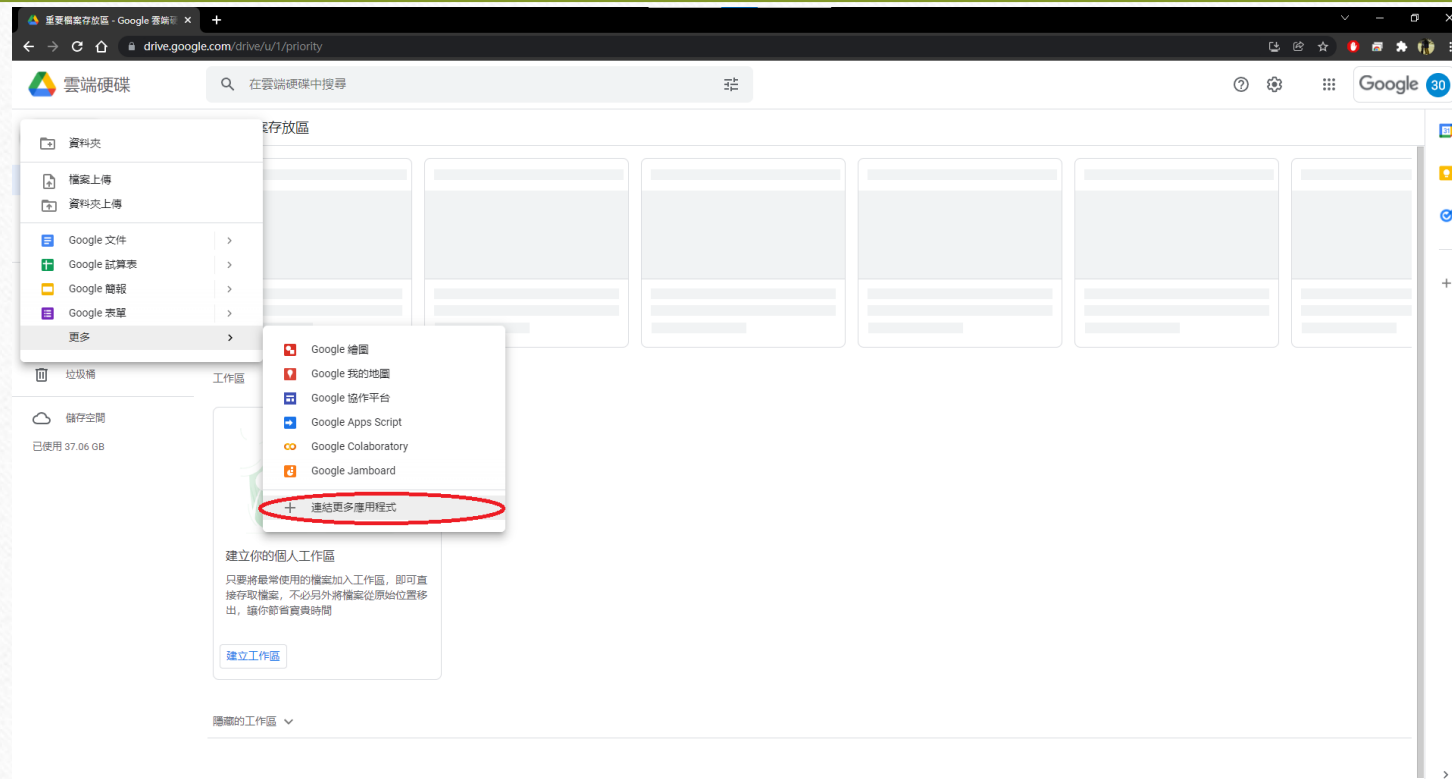 重要檔案存放區 - Google 雲端硬
drive.google.com/drive/u/1/priority
雲端硬碟
在雲端硬碟中搜尋
Google
30
案存放區
資料夾
檔案上傳
資料夾上傳
Google 文件
Google 試算表
Google 簡報
Google 表單
更多
Google 繪圖
Google 我的地圖
Google 協作平台
Google Apps Script
Google Colaboratory
Google Jamboard
連結更多應用程式
垃圾桶
儲存空間
已使用 37.06 GB
工作區
建立你的個人工作區
只要將最常使用的檔案加入工作區，即可直
接存取檔案，不必另外將檔案從原始位置移
出，讓你節省寶貴時間
建立工作區
隱藏的工作區
31